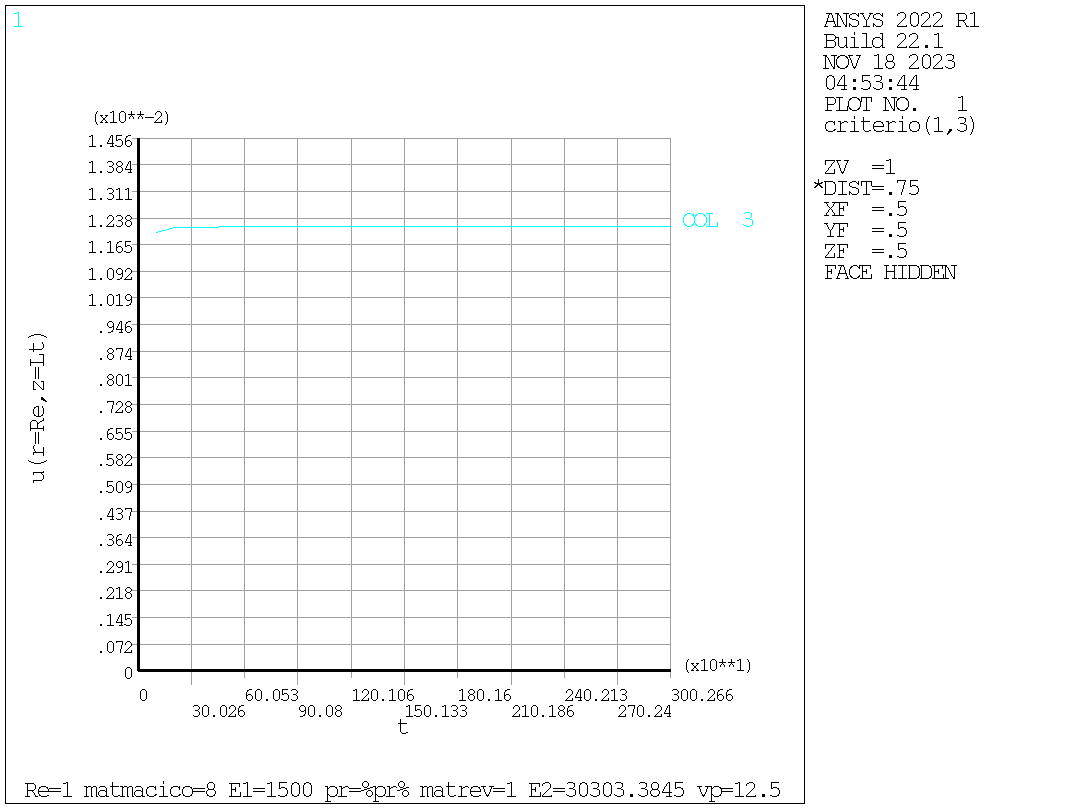 1
ANSYS 2022 R1
Build 22.1
NOV 18 2023
04:53:44
PLOT NO. 1
criterio(1,3)
ZV =1
*DIST=.75
XF =.5
YF =.5
ZF =.5
FACE HIDDEN
(x10**-2)
1.456
1.384
1.311
1.238
1.165
1.092
1.019
.946
.874
.801
.728
.655
.582
.509
.437
.364
.291
.218
.145
.072
0
u(r=Re,z=Lt)
COL 3
(x10**1)
0 60.053 120.106 180.16 240.213 300.266
30.026 90.08 150.133 210.186 270.24
t
Re=1 matmacico=8 E1=1500 pr=%pr% matrev=1 E2=30303.3845 vp=12.5